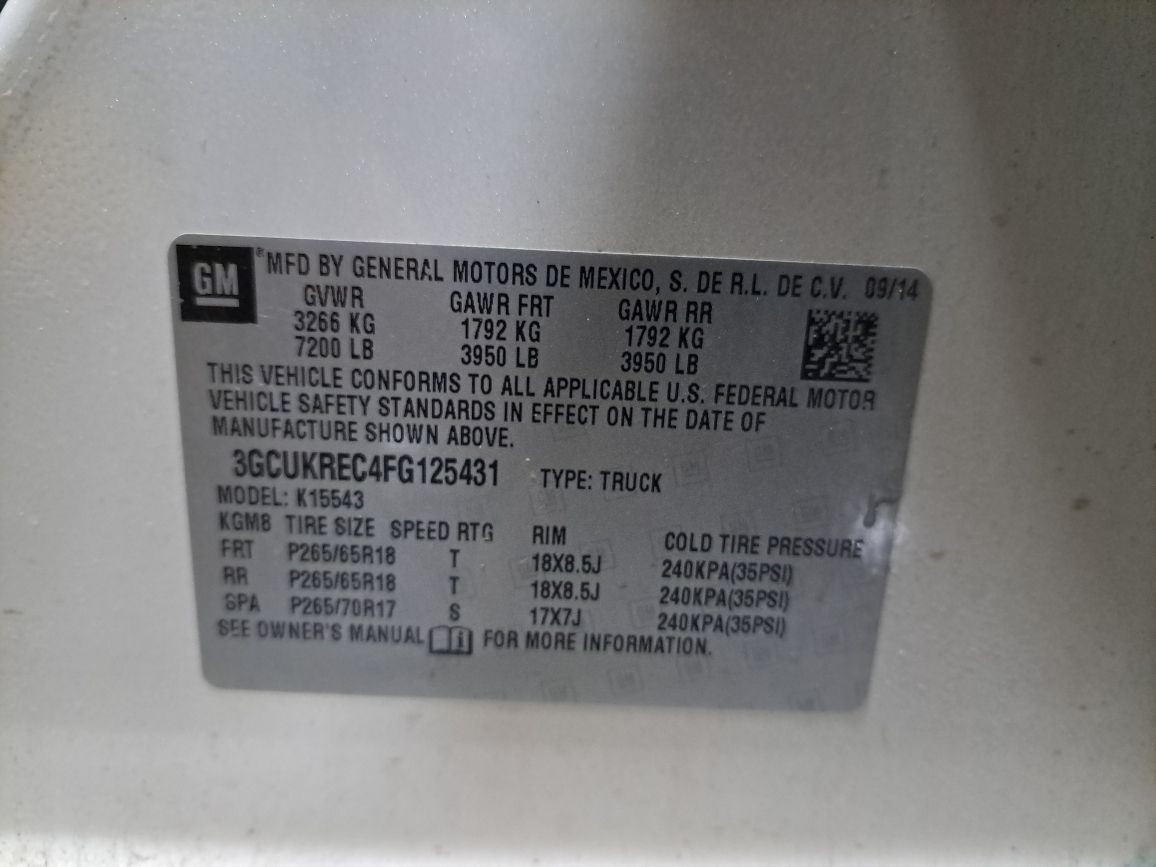 GM ® MFD BY GENERAL MOTORS DE MEXICO, S. DE R.L. DE C.V. 09/14
GVWR GAWR FRT GAWR RR
3266 KG 1792 KG 1792 KG
7200 LB 3950 LB 3950 LB
THIS VEHICLE CONFORMS TO ALL APPLICABLE U.S. FEDERAL MOTOR
VEHICLE SAFETY STANDARDS IN EFFECT ON THE DATE OF
MANUFACTURE SHOWN ABOVE.
3GCUKREC4FG125431 TYPE: TRUCK
MODEL: K15543
KGM8 TIRE SIZE SPEED RTG RIM COLD TIRE PRESSURE
FRT P265/65R18 T 18X8.5J 240KPA(35PSI)
RR P265/65R18 T 18X8.5J 240KPA(35PSI)
SPA P265/70R17 S 17X7J 240KPA(35PSI)
SEE OWNER'S MANUAL i FOR MORE INFORMATION.